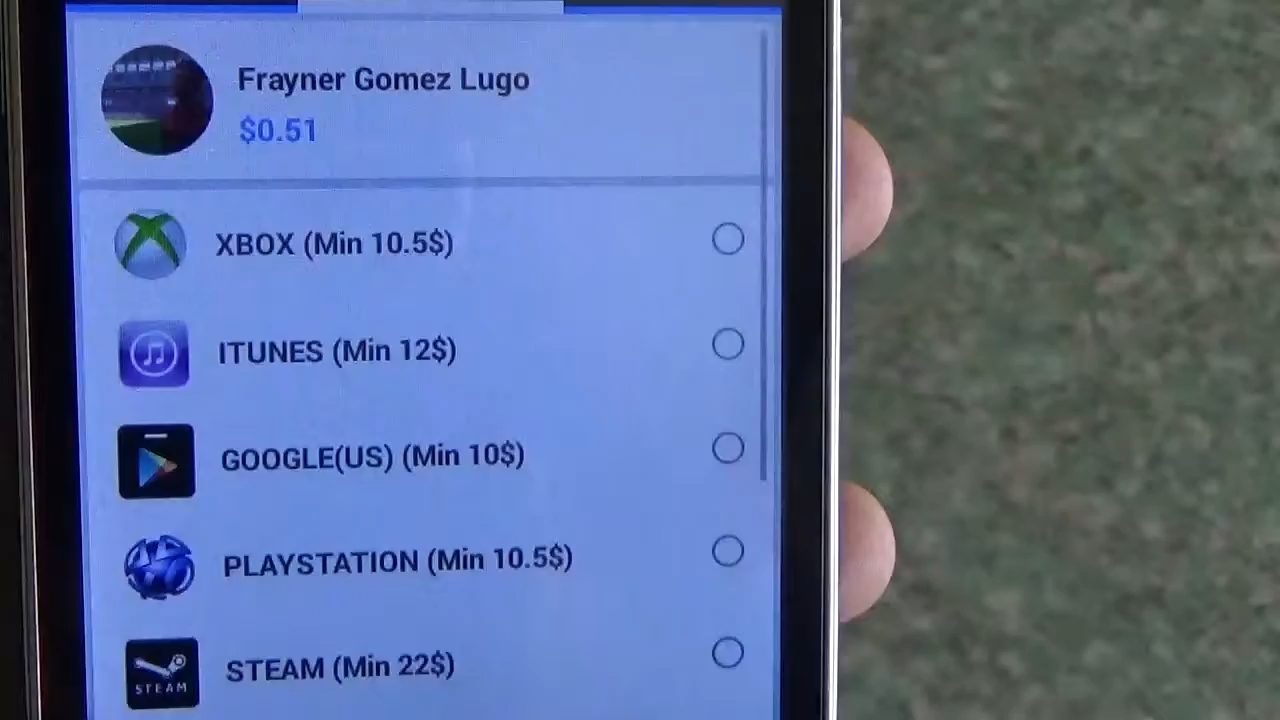 Frayner Gomez Lugo
$0.51
XBOX (Min 10.5$)
ITUNES (Min 12$)
GOOGLE(US) (Min 10$)
PLAYSTATION (Min 10.5$)
STEAM
STEAM (Min 22$)